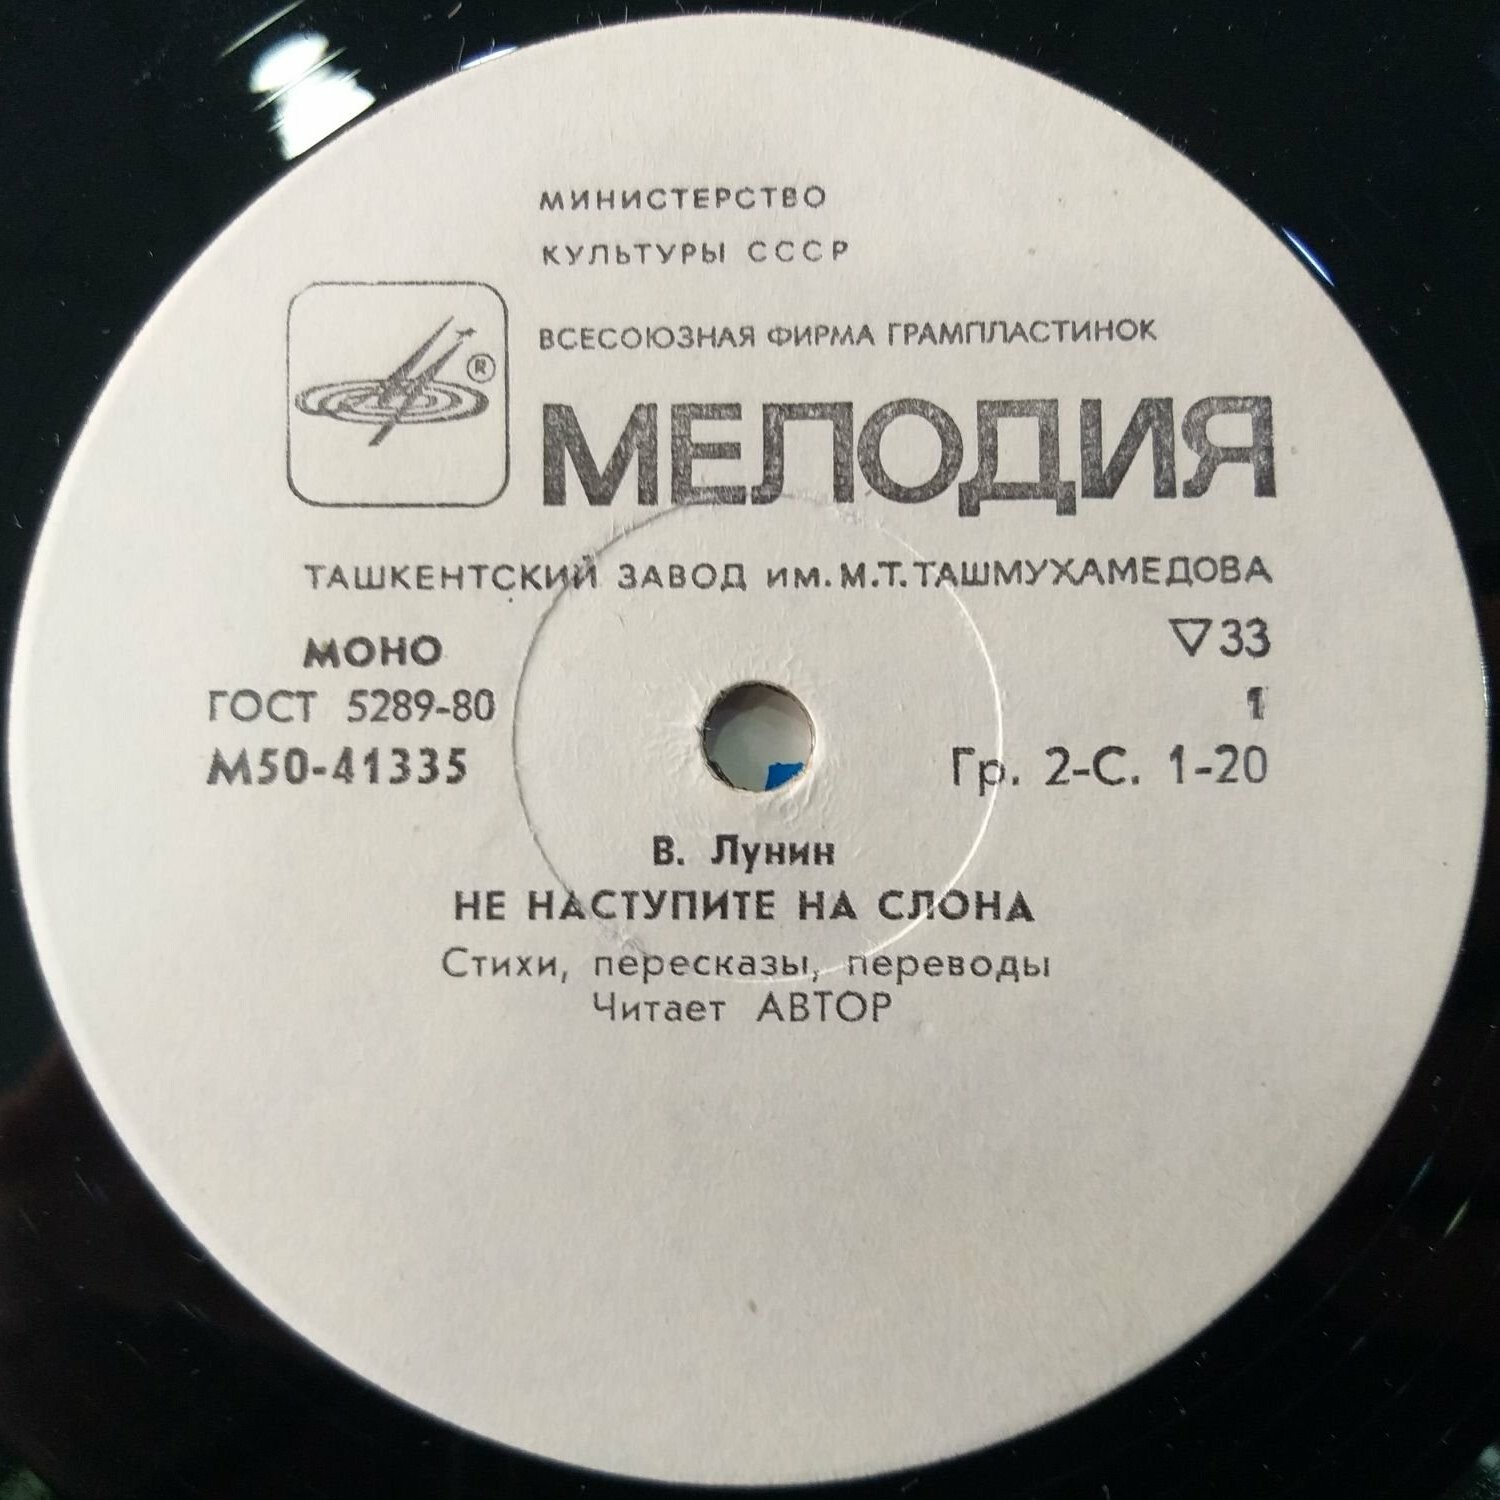 МИНИСТЕРСТВО
КУЛЬТУРЫ СССР
ВСЕСОЮЗНАЯ ФИРМА ГРАМПЛАСТИНОК
®
МЕЛОДИЯ
ТАШКЕНТСКИЙ ЗАВОД им. М.Т. ТАШМУХАМЕДОВА
МОНО
▽33
ГОСТ 5289-80
1
М50-41335
Гр. 2-С. 1-20
В. Лунин
НЕ НАСТУПИТЕ НА СЛОНА
Стихи, пересказы, переводы
Читает АВТОР